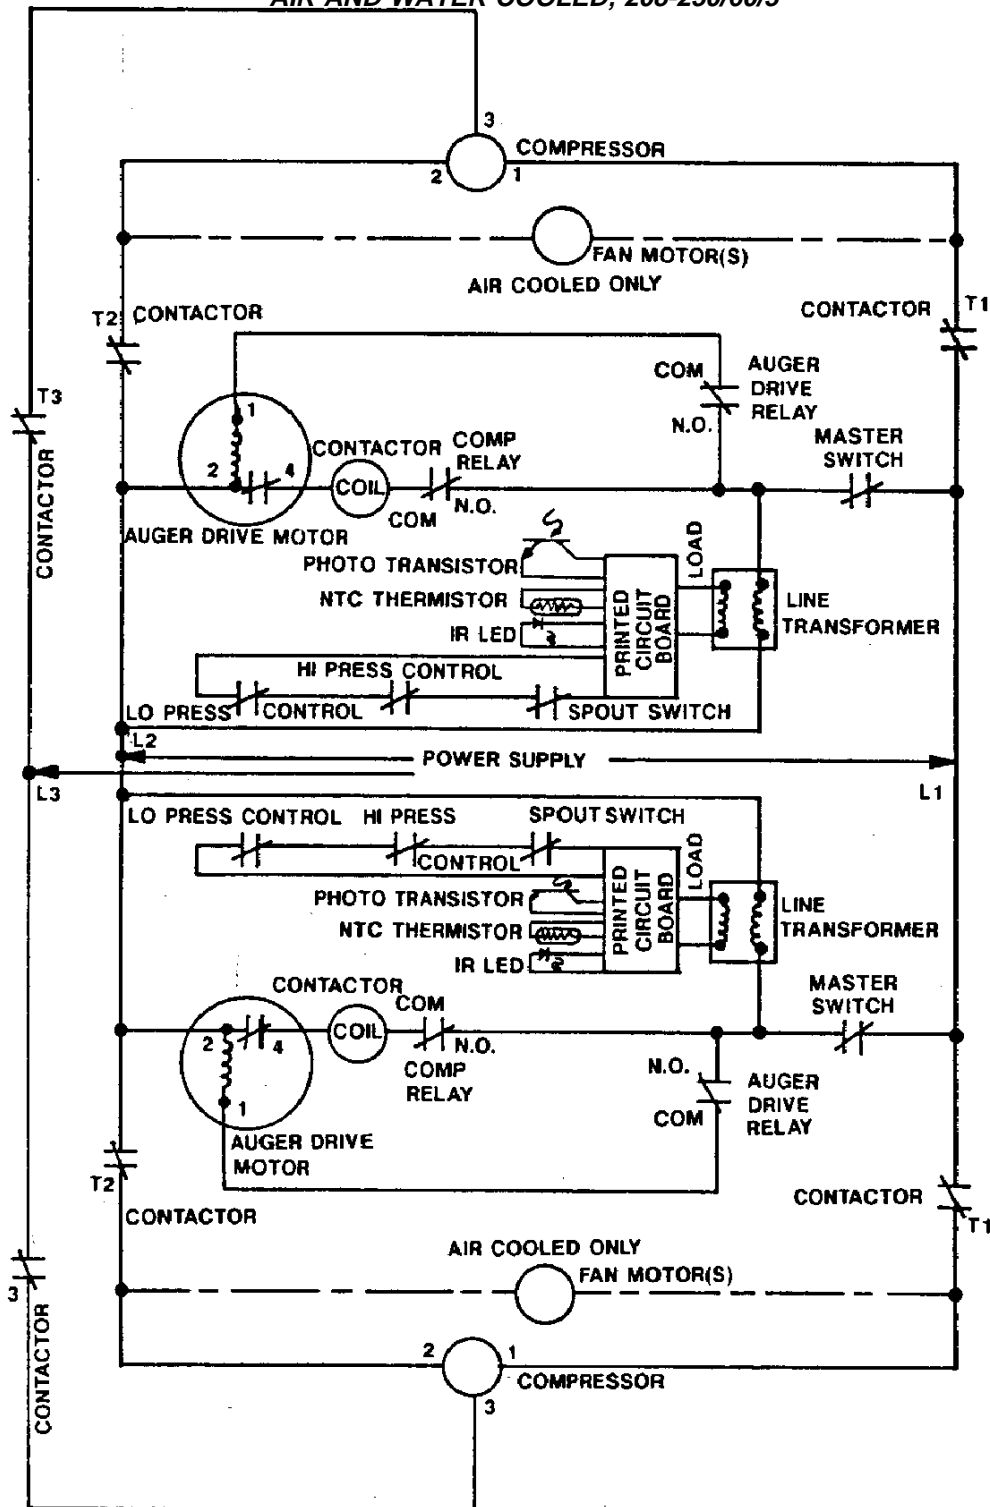 AIR AND WATER COOLED, 208-230/60/3
3
COMPRESSOR
2
1
FAN MOTOR(S)
AIR COOLED ONLY
T2
CONTACTOR
CONTACTOR
T1
T3
CONTACTOR
COM
N.O.
AUGER
DRIVE
RELAY
MASTER
SWITCH
1
2
4
CONTACTOR
COIL
COM
COMP
RELAY
N.O.
AUGER DRIVE MOTOR
PHOTO TRANSISTOR
NTC THERMISTOR
IR LED
PRINTED
CIRCUIT
BOARD
LOAD
LINE
TRANSFORMER
HI PRESS CONTROL
LO PRESS
CONTROL
SPOUT SWITCH
L2
POWER SUPPLY
L3
L1
LO PRESS CONTROL
HI PRESS
CONTROL
SPOUT SWITCH
PHOTO TRANSISTOR
NTC THERMISTOR
IR LED
PRINTED
CIRCUIT
BOARD
LOAD
LINE
TRANSFORMER
MASTER
SWITCH
CONTACTOR
COM
2
4
COIL
N.O.
COMP
RELAY
1
AUGER DRIVE
MOTOR
N.O.
COM
AUGER
DRIVE
RELAY
T2
CONTACTOR
CONTACTOR
T1
AIR COOLED ONLY
FAN MOTOR(S)
3
CONTACTOR
2
1
COMPRESSOR
3